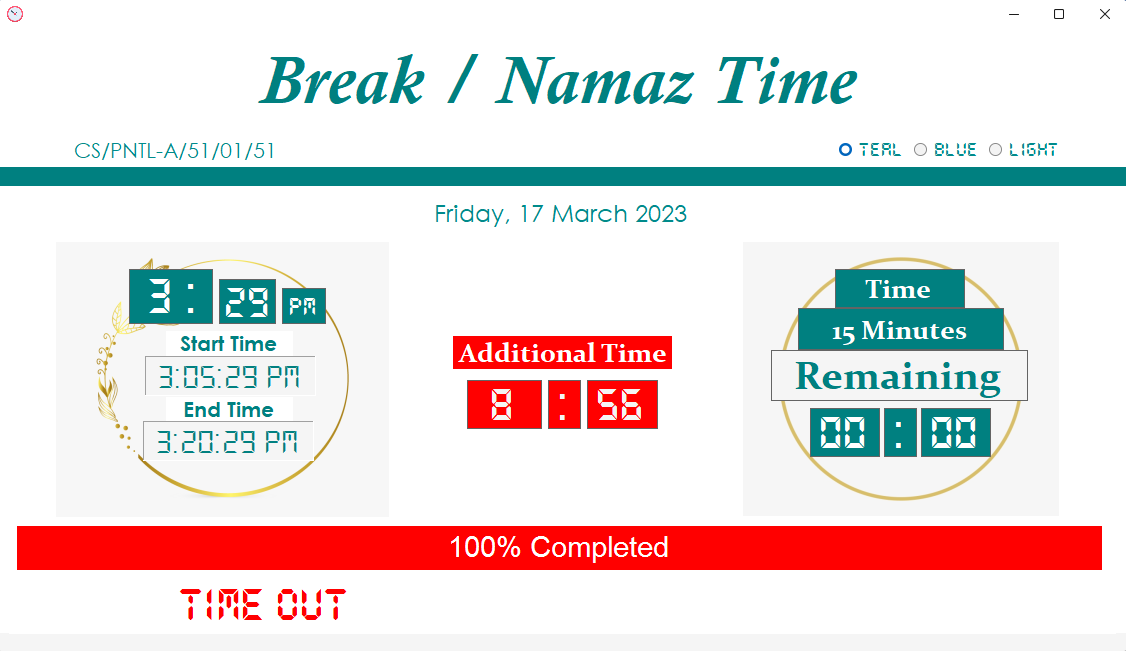 Break / Namaz Time
CS/PNTL-A/51/01/51
TEAL BLUE LIGHT
Friday, 17 March 2023
3 : 29 PM
Start Time
3:05:29 PM
End Time
3:20:29 PM
Additional Time
8 : 56
Time
15 Minutes
Remaining
00 : 00
100% Completed
TIME OUT